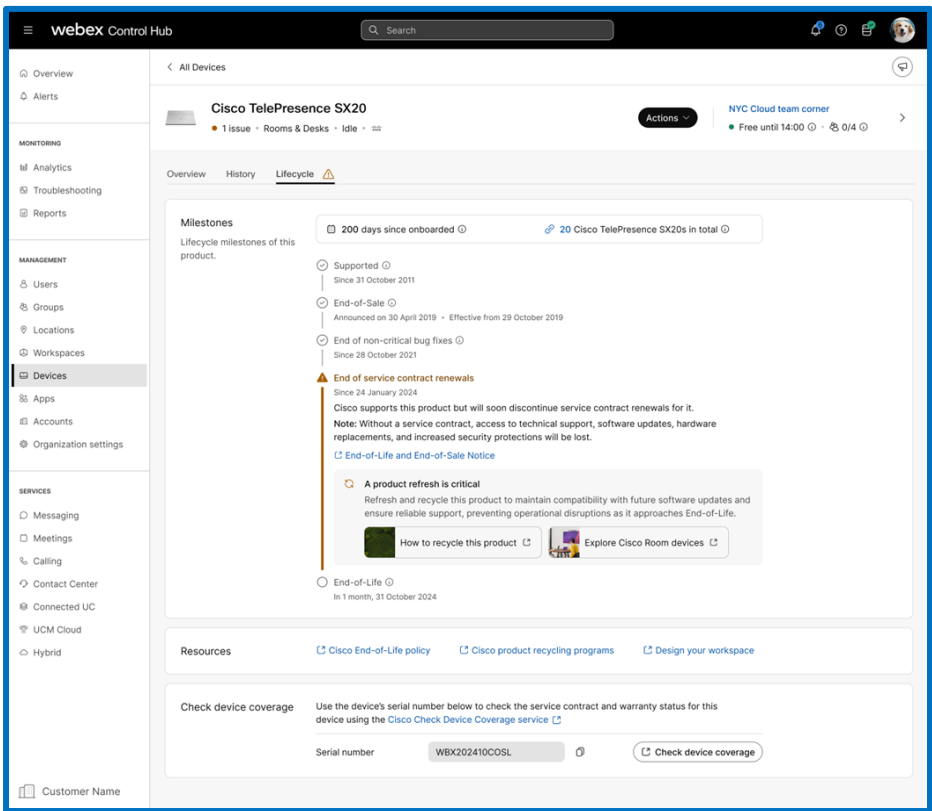 webex Control Hub
Search
Overview
Alerts
MONITORING
Analytics
Troubleshooting
Reports
MANAGEMENT
Users
Groups
Locations
Workspaces
Devices
Apps
Accounts
Organization settings
SERVICES
Messaging
Meetings
Calling
Contact Center
Connected UC
UCM Cloud
Hybrid
Customer Name
All Devices
Cisco TelePresence SX20
1 issue • Rooms & Desks • Idle •
Actions
NYC Cloud team corner
Free until 14:00 • 0/4
Overview History Lifecycle
Milestones
Lifecycle milestones of this
product.
200 days since onboarded
20 Cisco TelePresence SX20s in total
Supported
Since 31 October 2011
End-of-Sale
Announced on 30 April 2019 • Effective from 29 October 2019
End of non-critical bug fixes
Since 28 October 2021
End of service contract renewals
Since 24 January 2024
Cisco supports this product but will soon discontinue service contract renewals for it.
Note: Without a service contract, access to technical support, software updates, hardware
replacements, and increased security protections will be lost.
End-of-Life and End-of-Sale Notice
A product refresh is critical
Refresh and recycle this product to maintain compatibility with future software updates and
ensure reliable support, preventing operational disruptions as it approaches End-of-Life.
How to recycle this product
Explore Cisco Room devices
End-of-Life
In 1 month, 31 October 2024
Resources
Cisco End-of-Life policy
Cisco product recycling programs
Design your workspace
Check device coverage
Use the device's serial number below to check the service contract and warranty status for this
device using the Cisco Check Device Coverage service
Serial number
WBX202410COSL
Check device coverage